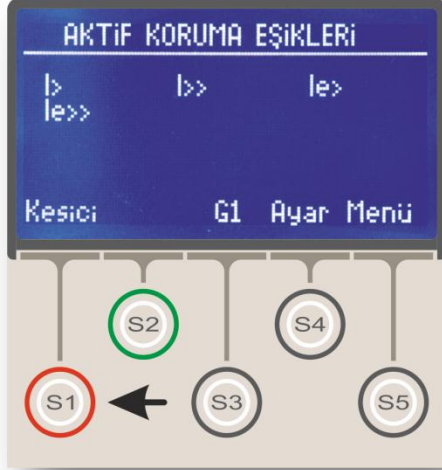 AKTİF KORUMA EŞİKLERİ
I> I>> Ie>
Ie>>
Kesici G1 Ayar Menü
S2 S4
S1 S3 S5